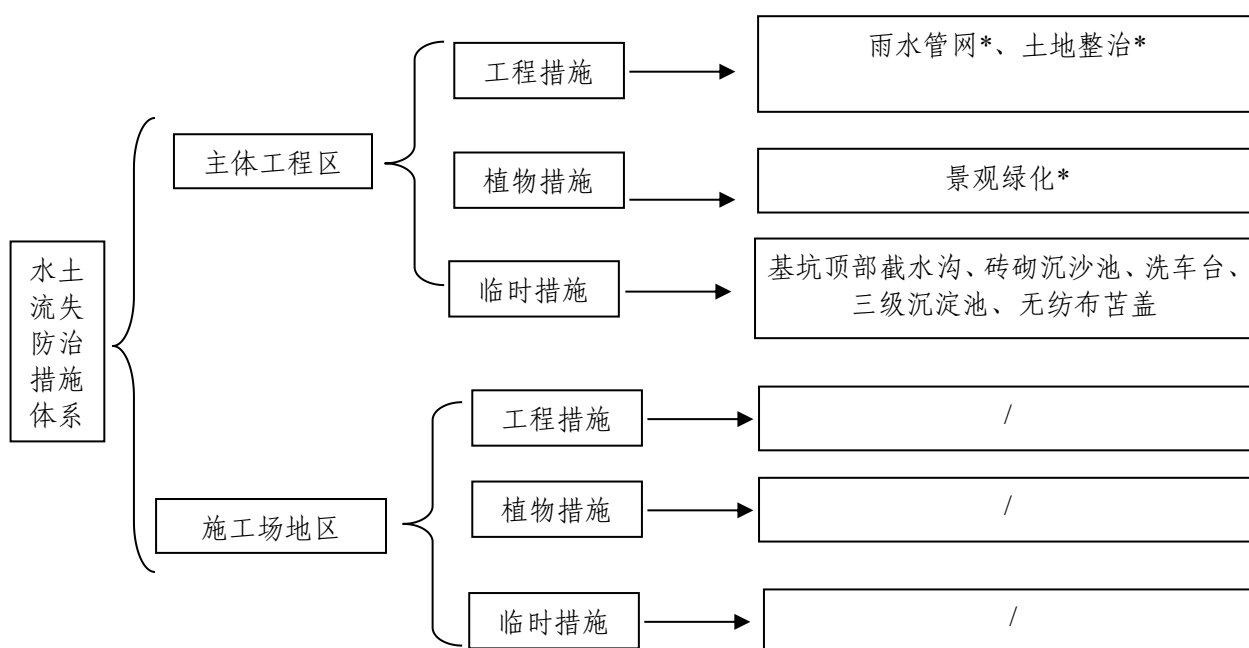 水土
流失
防治
措施
体系
主体工程区
工程措施
雨水管网*、土地整治*
植物措施
景观绿化*
临时措施
基坑顶部截水沟、砖砌沉沙池、洗车台、
三级沉淀池、无纺布苫盖
施工场地区
工程措施
/
植物措施
/
临时措施
/